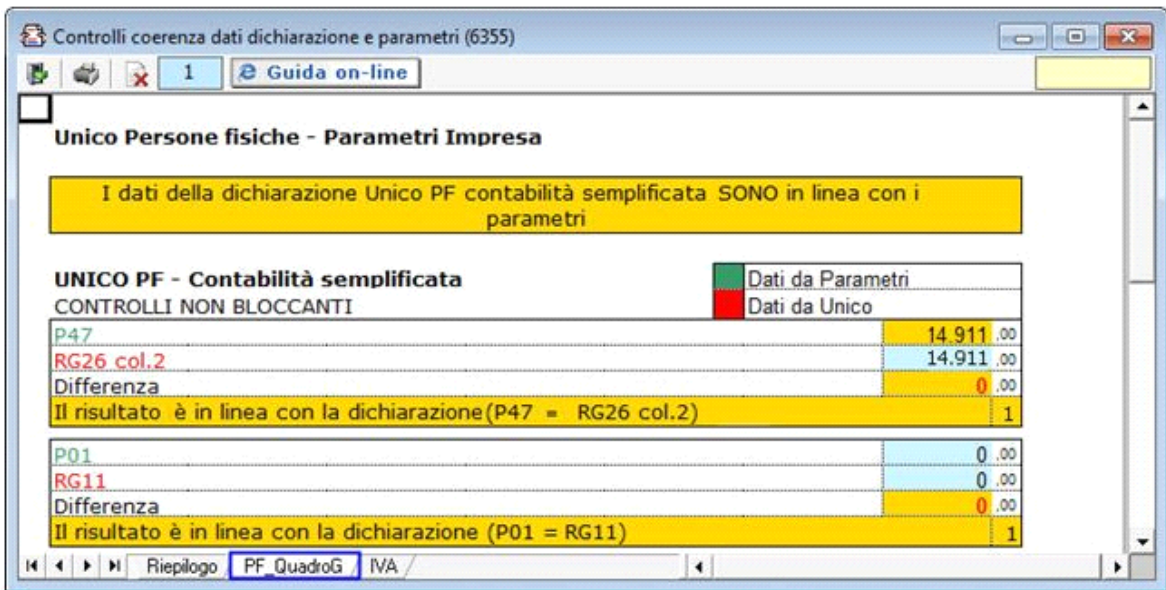 Controlli coerenza dati dichiarazione e parametri (6355)
1 Guida on-line
Unico Persone fisiche - Parametri Impresa
I dati della dichiarazione Unico PF contabilità semplificata SONO in linea con i
parametri
UNICO PF - Contabilità semplificata Dati da Parametri
CONTROLLI NON BLOCCANTI Dati da Unico
P47 14.911 ,00
RG26 col.2 14.911 ,00
Differenza 0 ,00
Il risultato è in linea con la dichiarazione(P47 = RG26 col.2) 1
P01 0 ,00
RG11 0 ,00
Differenza 0 ,00
Il risultato è in linea con la dichiarazione (P01 = RG11) 1
Riepilogo PF_QuadroG IVA